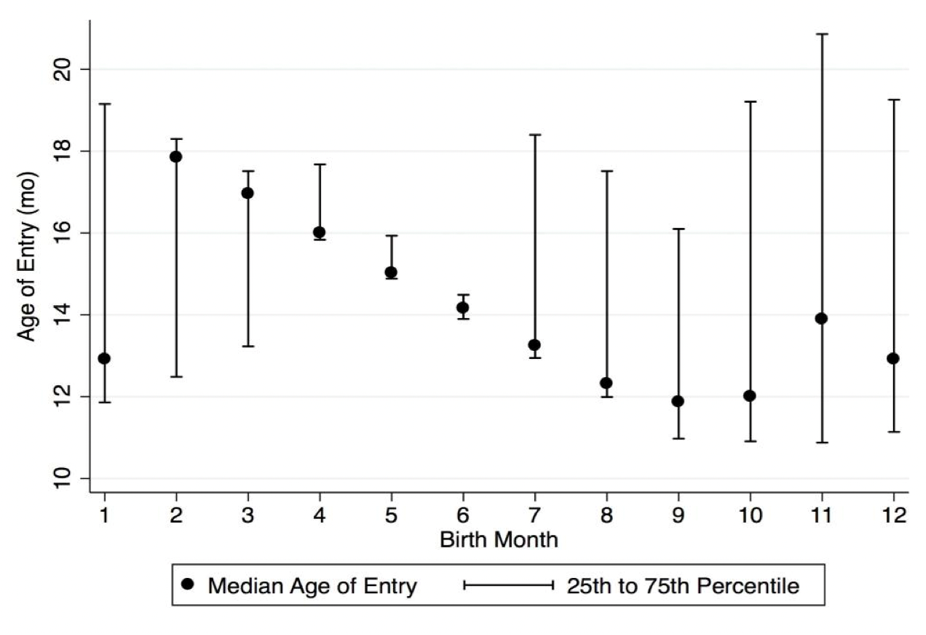 20
18
16
14
12
10
Age of Entry (mo)
1 2 3 4 5 6 7 8 9 10 11 12
Birth Month
Median Age of Entry 25th to 75th Percentile